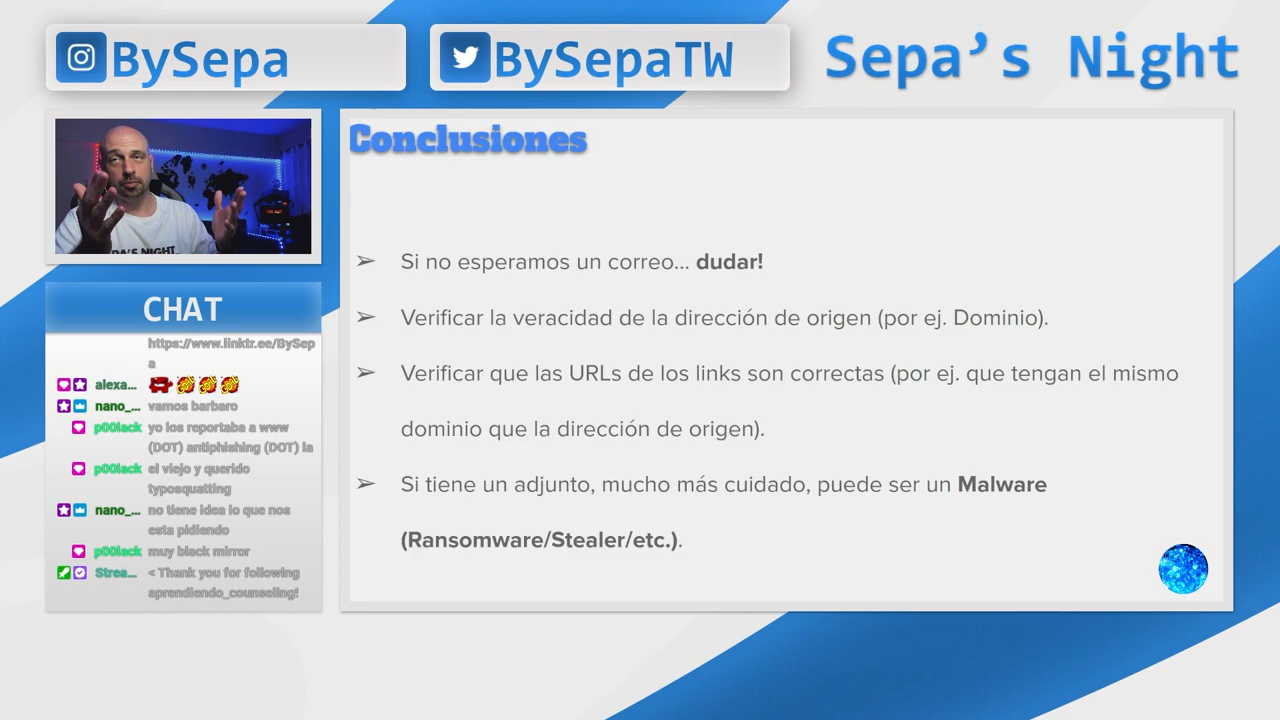 BySepa
BySepaTW
Sepa’s Night
PA'S NIGHT
CHAT
https://www.linktr.ee/BySep
a
alexa...
nano_... vamos barbaro
p00lack yo los reportaba a www
(DOT) antiphishing (DOT) la
p00lack el viejo y querido
typosquatting
nano_... no tiene idea lo que nos
esta pidiendo
p00lack muy black mirror
Strea... < Thank you for following
aprendiendo_counseling!
Conclusiones
➢ Si no esperamos un correo... dudar!
➢ Verificar la veracidad de la dirección de origen (por ej. Dominio).
➢ Verificar que las URLs de los links son correctas (por ej. que tengan el mismo
dominio que la dirección de origen).
➢ Si tiene un adjunto, mucho más cuidado, puede ser un Malware
(Ransomware/Stealer/etc.).